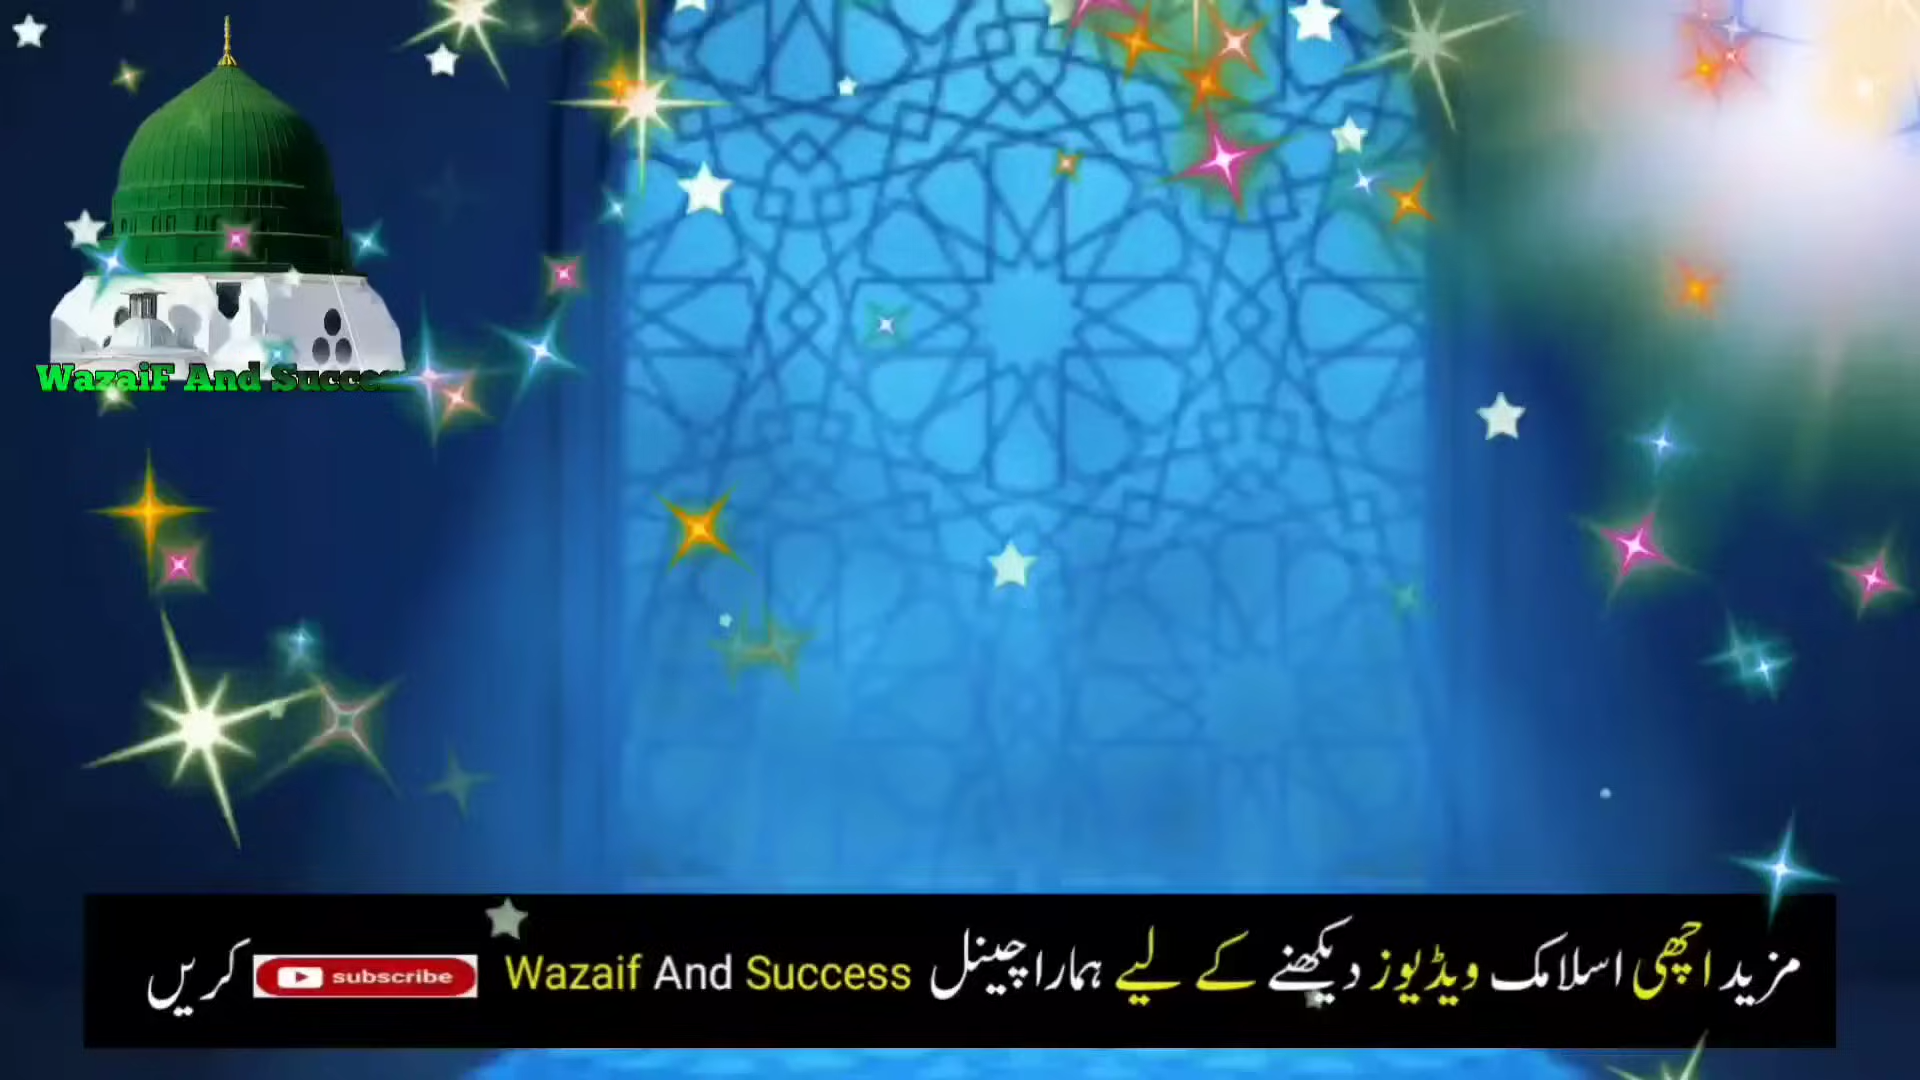 WazaiF And Success
مزید اچھی اسلامک ویڈیوز دیکھنے کے لیے ہمارا چینل Wazaif And Success subscribe کریں